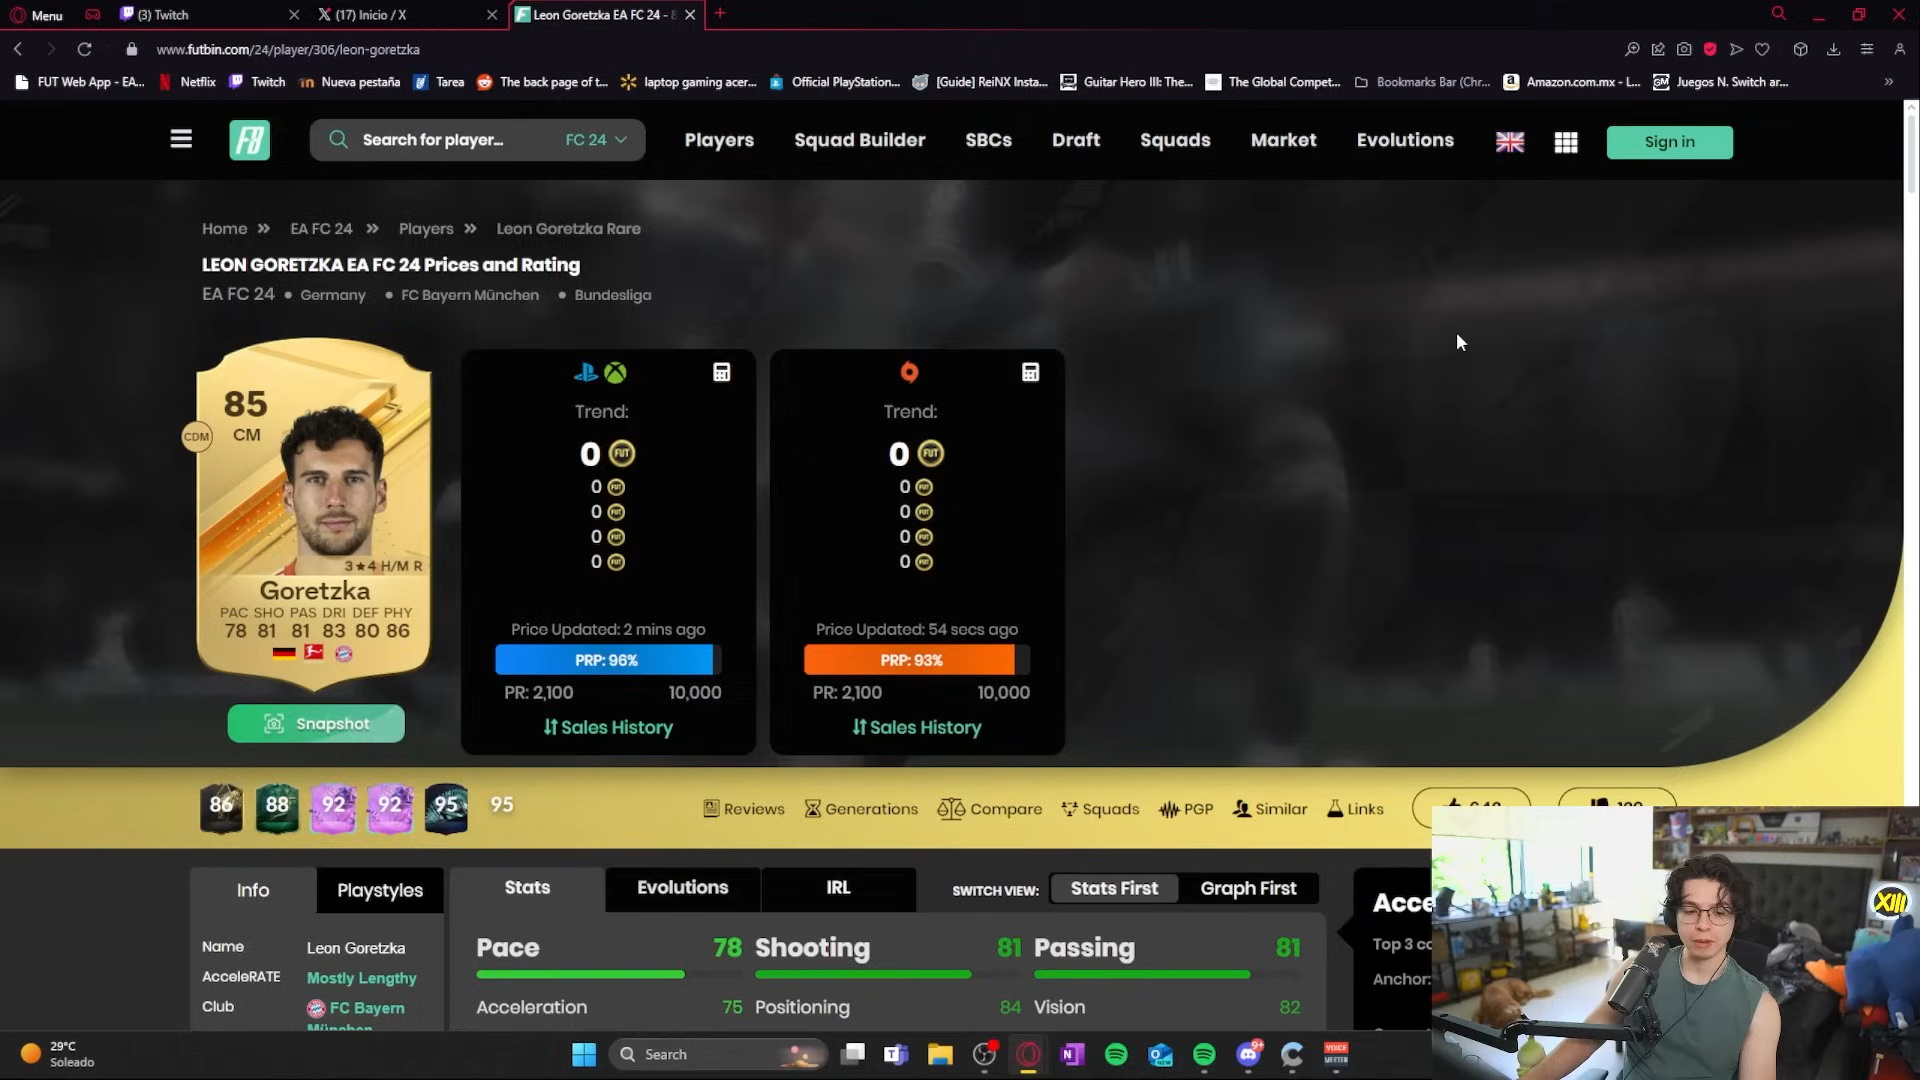 Menu
(3) Twitch
(17) Inicio / X
Leon Goretzka EA FC 24 - 8
www.futbin.com/24/player/306/leon-goretzka
FUT Web App - EA... Netflix Twitch Nueva pestaña Tarea The back page of t... laptop gaming acer... Official PlayStation... [Guide] ReiNX Insta... Guitar Hero III: The... The Global Compet... Bookmarks Bar (Chr... Amazon.com.mx - L... Juegos N. Switch ar...
Search for player... FC 24 Players Squad Builder SBCs Draft Squads Market Evolutions Sign in
Home » EA FC 24 » Players » Leon Goretzka Rare
LEON GORETZKA EA FC 24 Prices and Rating
EA FC 24 • Germany • FC Bayern München • Bundesliga
85
CM
CDM
3★4 H/M R
Goretzka
PAC SHO PAS DRI DEF PHY
78 81 81 83 80 86
Snapshot
Trend:
0 FUT
0
0
0
0
Price Updated: 2 mins ago
PRP: 96%
PR: 2,100 10,000
Sales History
Trend:
0 FUT
0
0
0
0
Price Updated: 54 secs ago
PRP: 93%
PR: 2,100 10,000
Sales History
86 88 92 92 95 95
Reviews Generations Compare Squads PGP Similar Links
Info Playstyles
Name Leon Goretzka
AcceleRATE Mostly Lengthy
Club FC Bayern
München
Stats Evolutions IRL SWITCH VIEW: Stats First Graph First
Pace 78 Shooting 81 Passing 81
Acceleration 75 Positioning 84 Vision 82
Acce
Top 3 c
Anchor:
XIII
29°C
Soleado
Search
9+
VOICE
MEETER